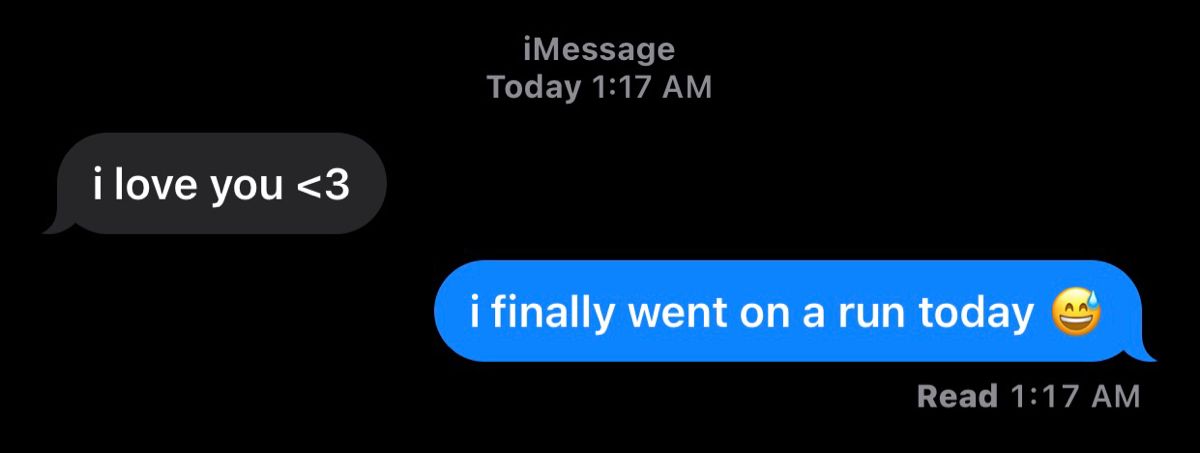 iMessage
Today 1:17 AM
i love you <3
i finally went on a run today 😅
Read 1:17 AM